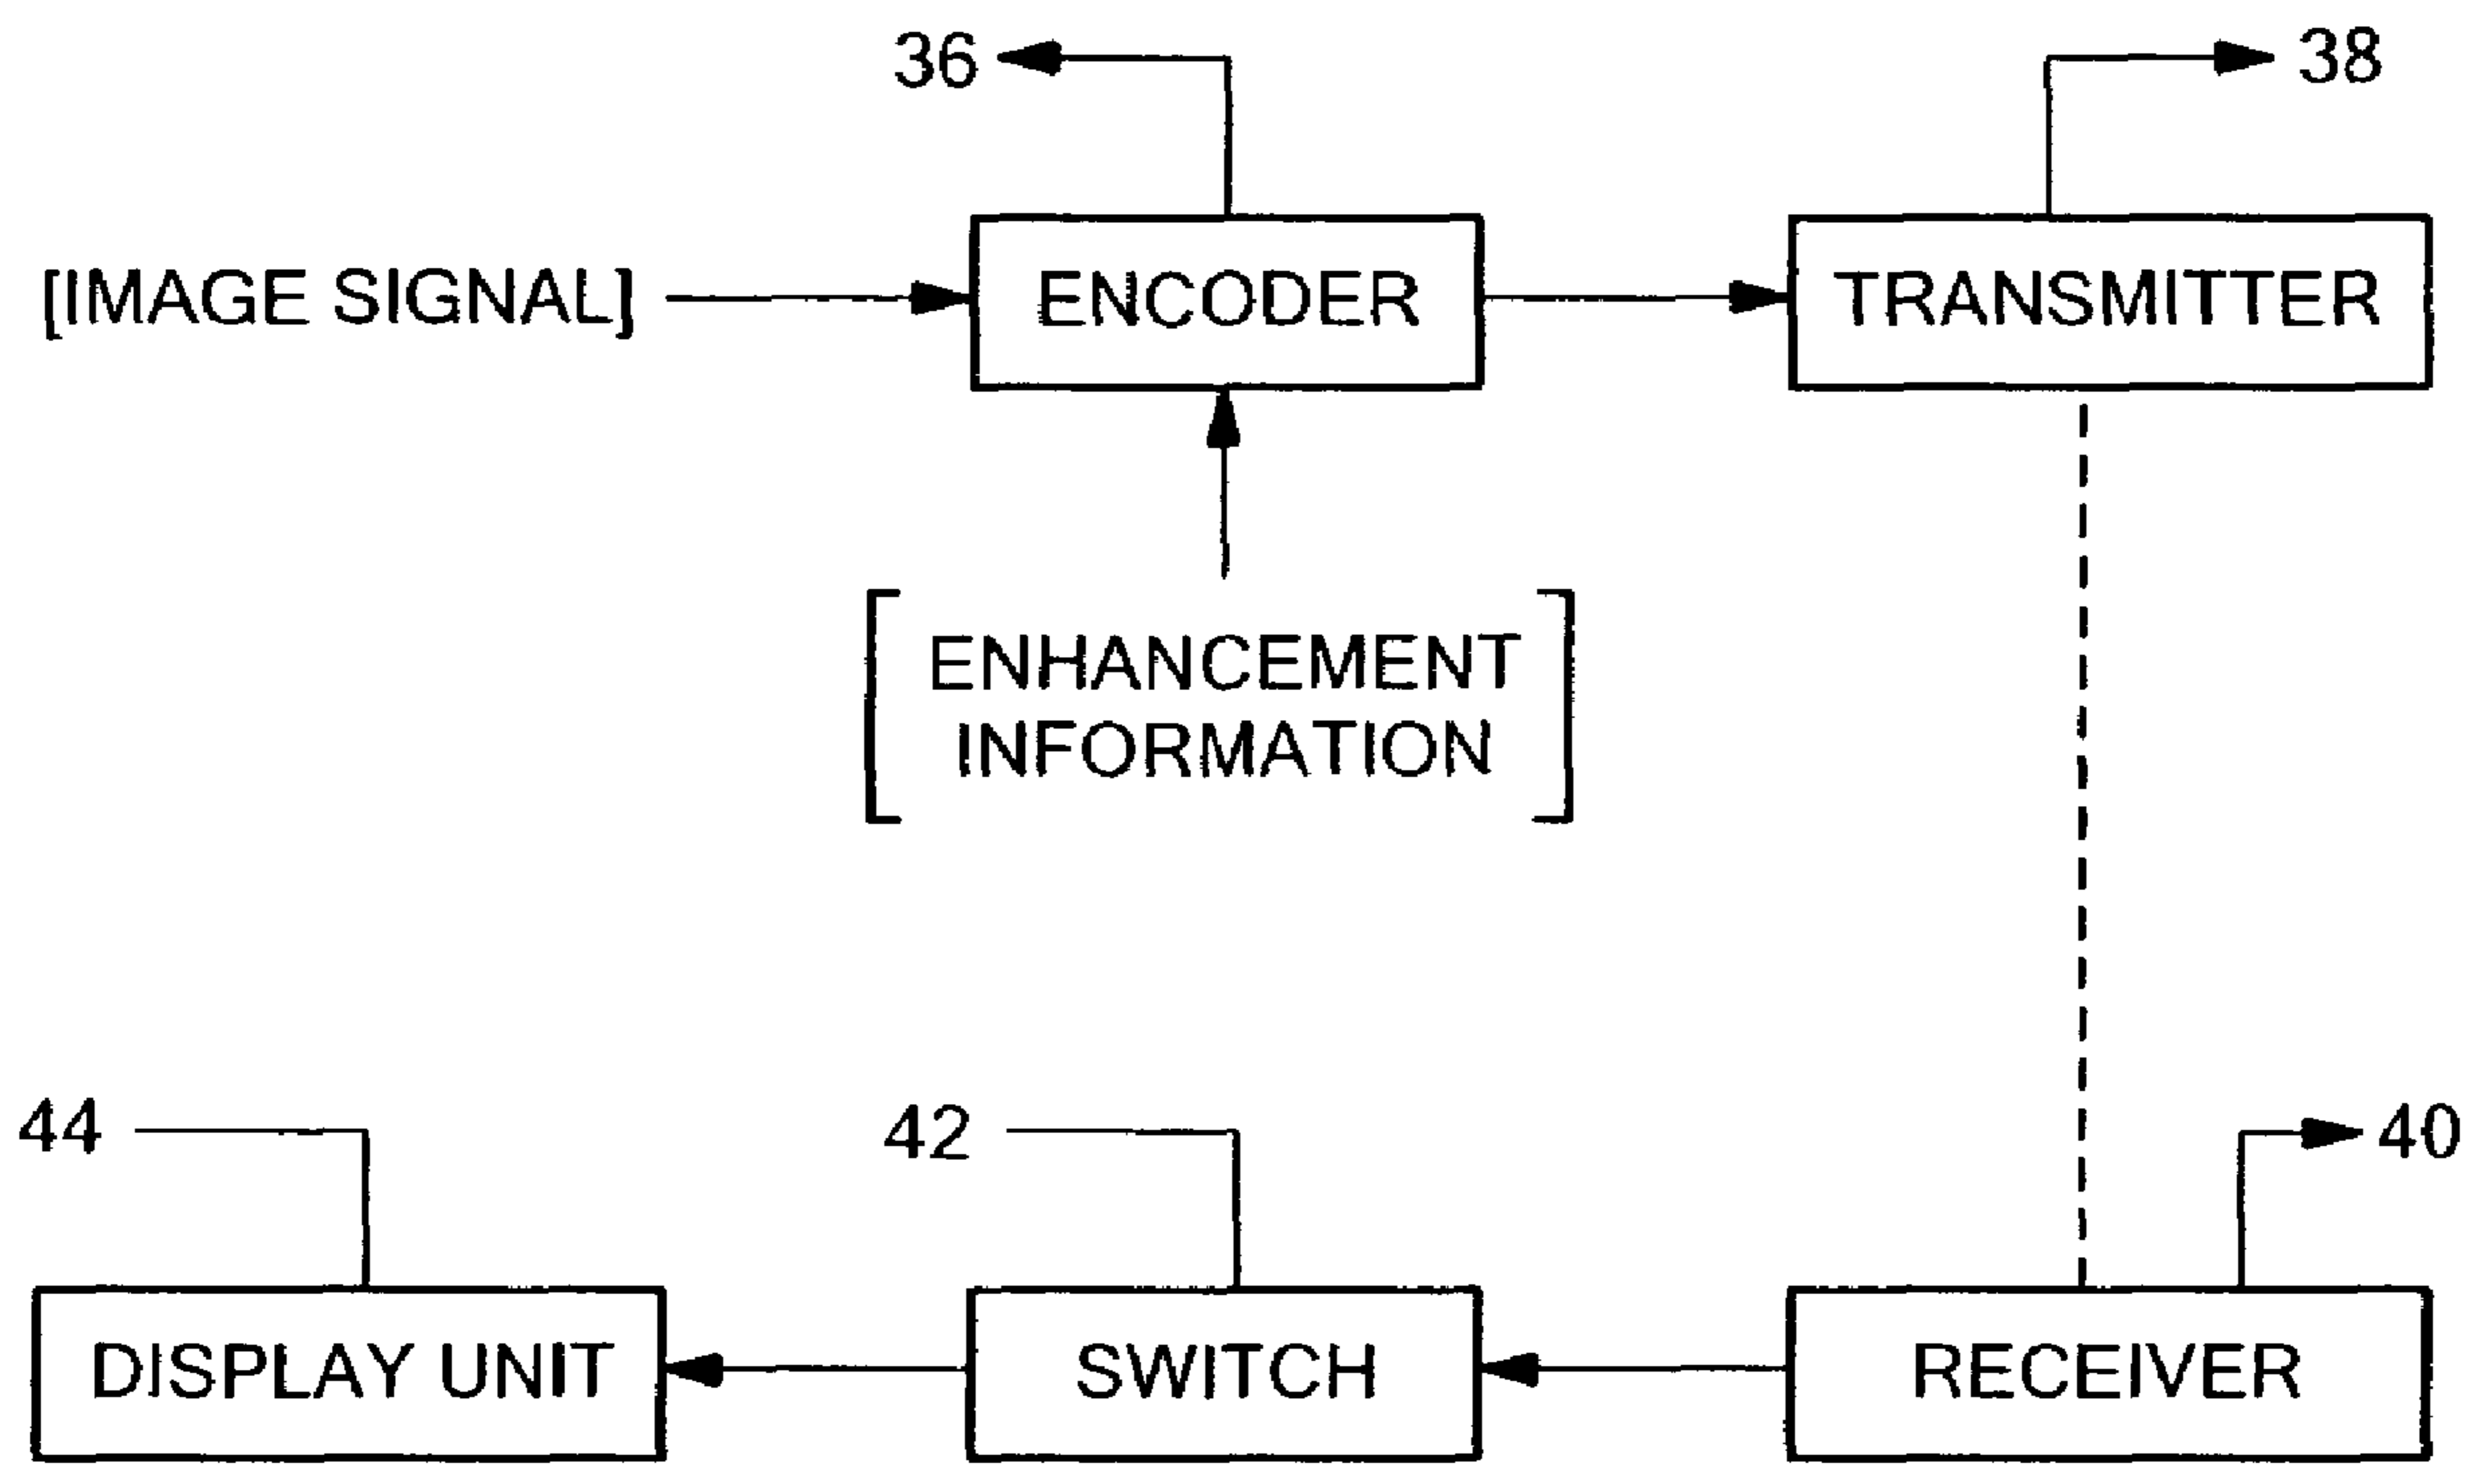 36
38
[IMAGE SIGNAL]
ENCODER
TRANSMITTER
ENHANCEMENT
INFORMATION
44
42
40
DISPLAY UNIT
SWITCH
RECEIVER